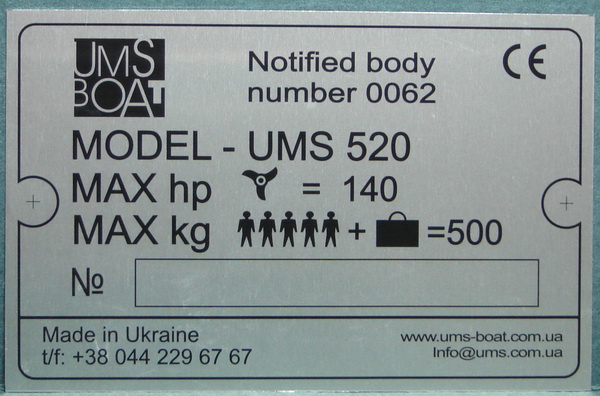 UMS
BOAT
Notified body
number 0062
CE
MODEL - UMS 520
MAX hp = 140
MAX kg + =500
№
Made in Ukraine
t/f: +38 044 229 67 67
www.ums-boat.com.ua
Info@ums.com.ua